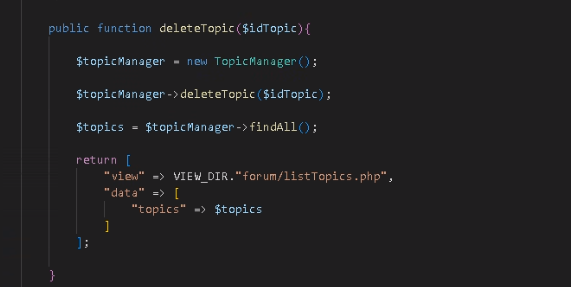 public function deleteTopic($idTopic){
$topicManager = new TopicManager();
$topicManager->deleteTopic($idTopic);
$topics = $topicManager->findAll();
return [
"view" => VIEW_DIR."forum/listTopics.php",
"data" => [
"topics" => $topics
]
];
}